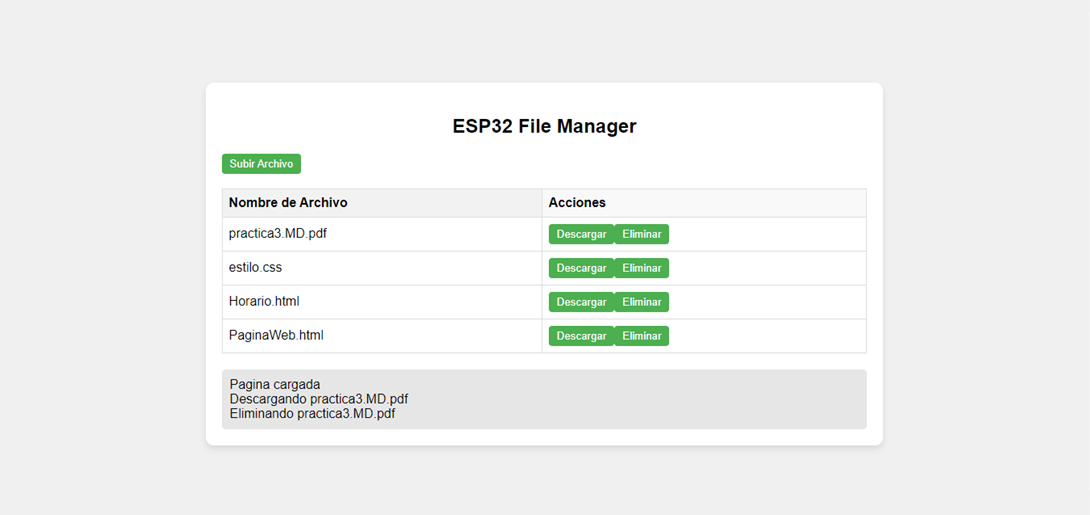 ESP32 File Manager
Subir Archivo
Nombre de Archivo Acciones
practica3.MD.pdf Descargar Eliminar
estilo.css Descargar Eliminar
Horario.html Descargar Eliminar
PaginaWeb.html Descargar Eliminar
Pagina cargada
Descargando practica3.MD.pdf
Eliminando practica3.MD.pdf